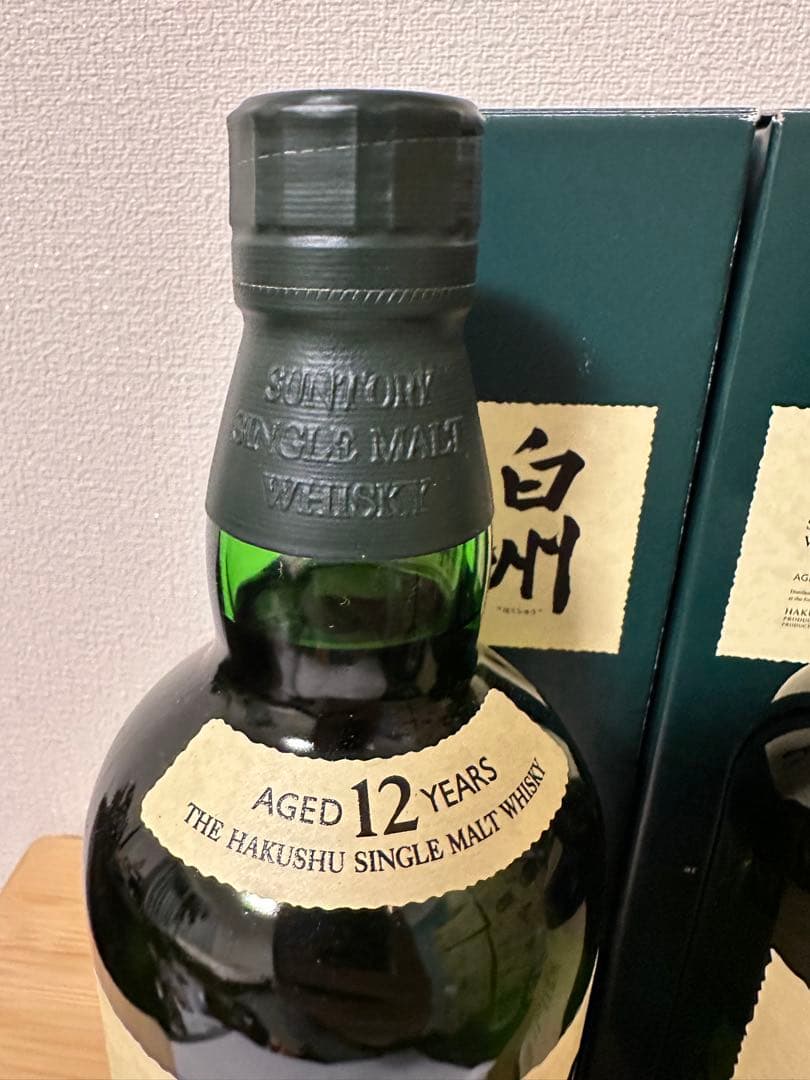 SUNTORY
SINGLE MALT
WHISKY
白州
AGED 12 YEARS
THE HAKUSHU SINGLE MALT WHISKY